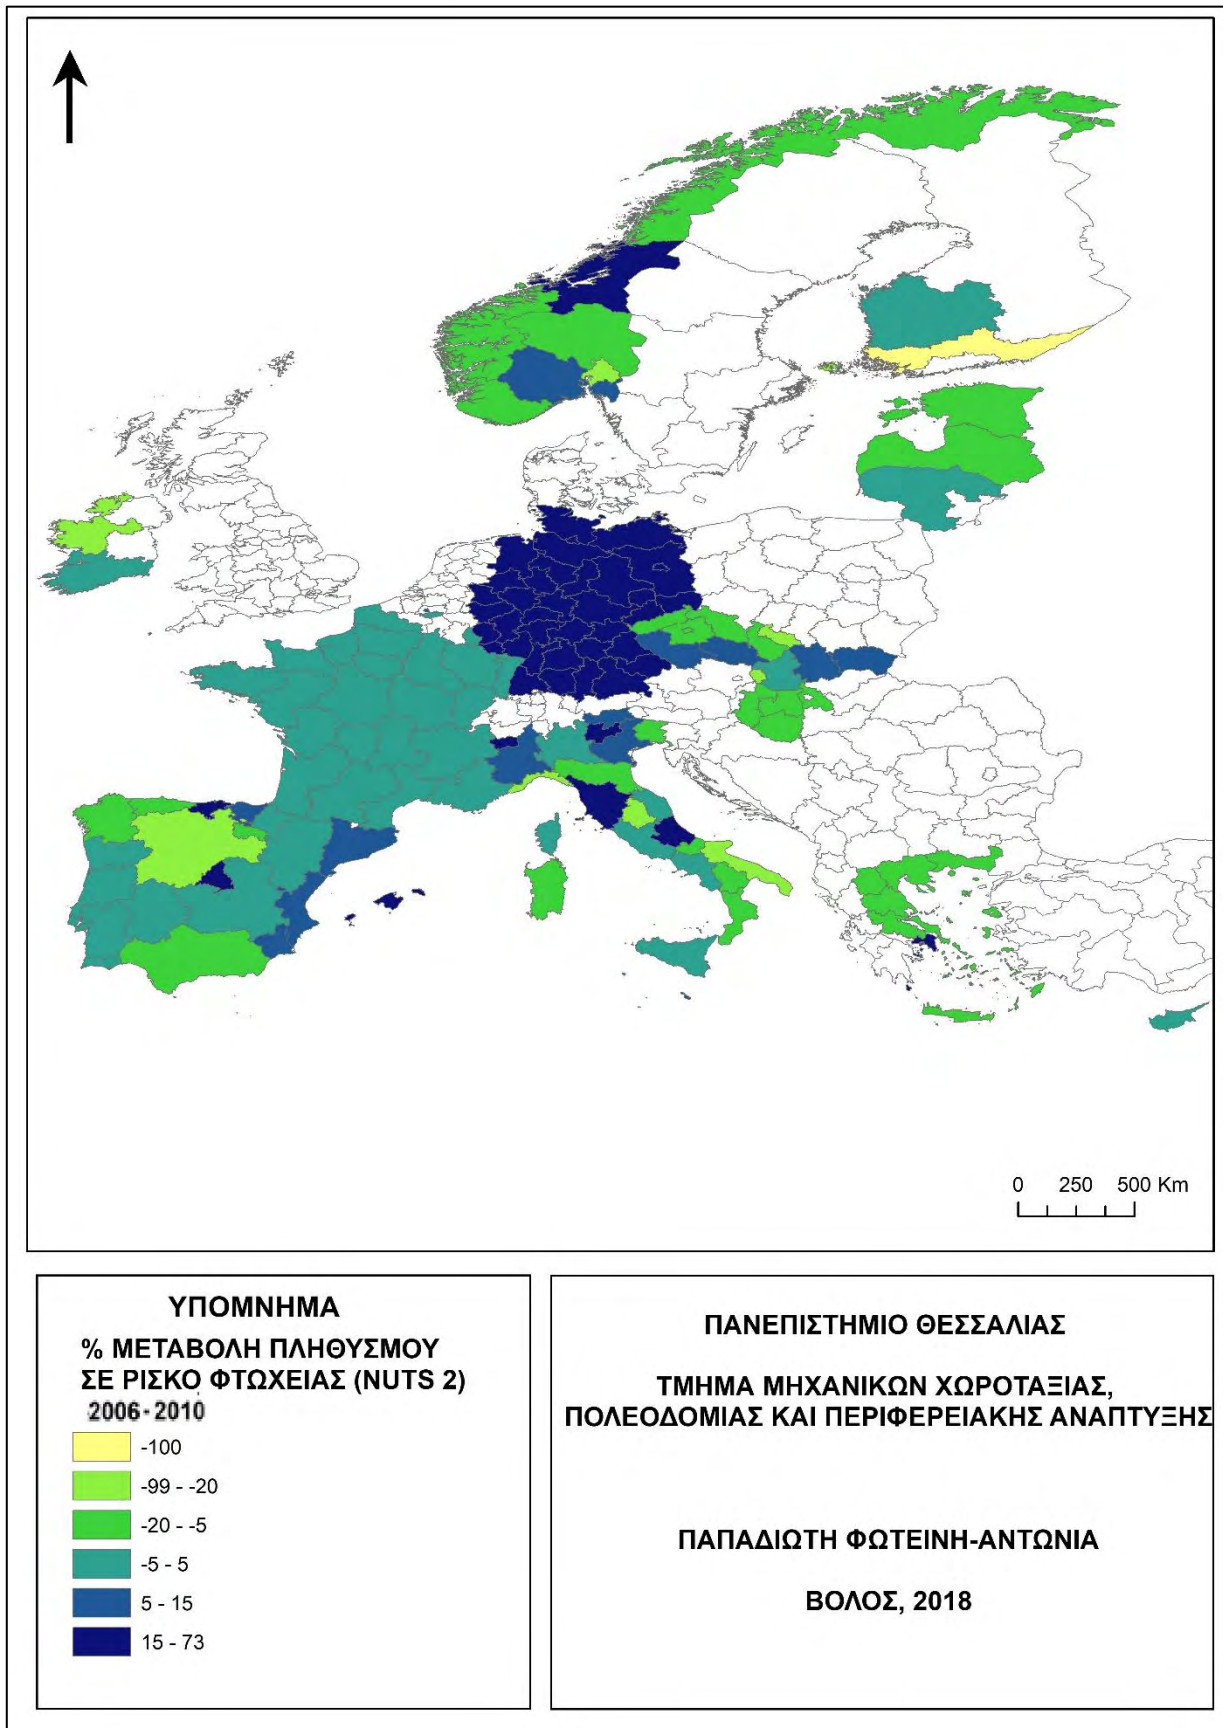 0 250 500 Km
ΥΠΟΜΝΗΜΑ
% ΜΕΤΑΒΟΛΗ ΠΛΗΘΥΣΜΟΥ
ΣΕ ΡΙΣΚΟ ΦΤΩΧΕΙΑΣ (NUTS 2)
2006-2010
-100
-99 - -20
-20 - -5
-5 - 5
5 - 15
15 - 73
ΠΑΝΕΠΙΣΤΗΜΙΟ ΘΕΣΣΑΛΙΑΣ
ΤΜΗΜΑ ΜΗΧΑΝΙΚΩΝ ΧΩΡΟΤΑΞΙΑΣ,
ΠΟΛΕΟΔΟΜΙΑΣ ΚΑΙ ΠΕΡΙΦΕΡΕΙΑΚΗΣ ΑΝΑΠΤΥΞΗΣ
ΠΑΠΑΔΙΩΤΗ ΦΩΤΕΙΝΗ-ΑΝΤΩΝΙΑ
ΒΟΛΟΣ, 2018